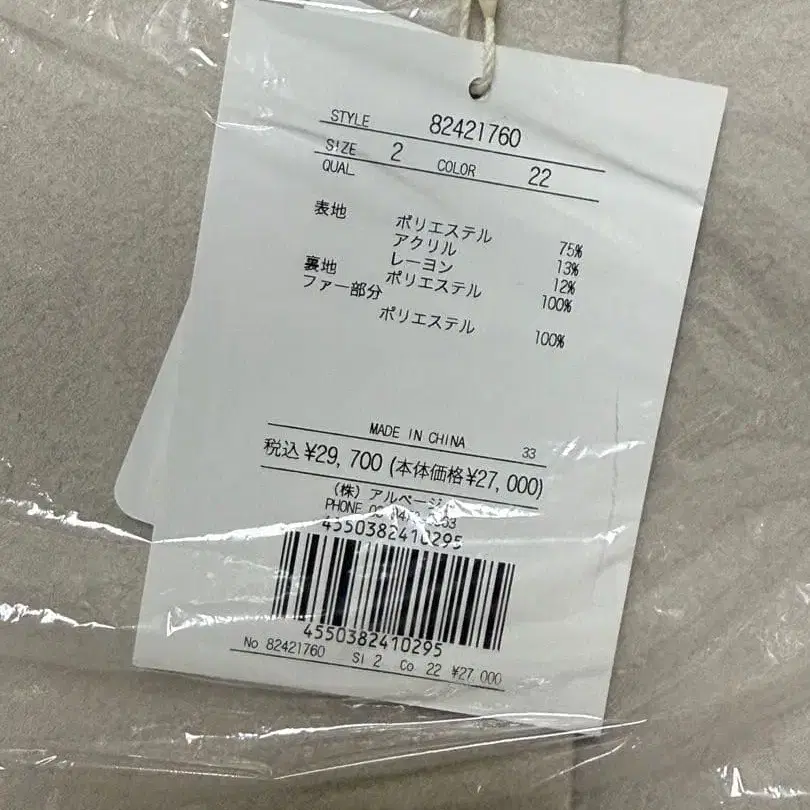 STYLE 82421760
SIZE 2 COLOR 22
QUAL
表地 ポリエステル 75%
アクリル 13%
レーヨン 12%
裏地 ポリエステル 100%
ファー部分
ポリエステル 100%
MADE IN CHINA 33
税込 ¥29,700 (本体価格¥27,000)
(株) アルページュ
PHONE
4550382410295
4550382410295
No 82421760 SI 2 Co 22 ¥27,000